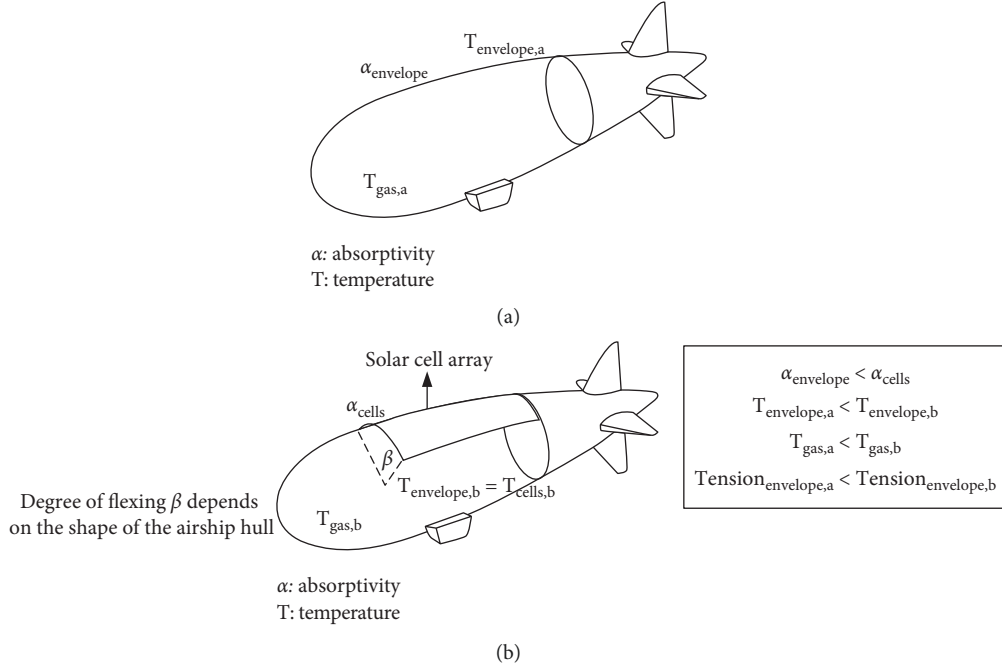 T_envelope,a
α_envelope
T_gas,a
α: absorptivity
T: temperature
(a)
Solar cell array
α_cells
β
T_envelope,b = T_cells,b
Degree of flexing β depends
on the shape of the airship hull
T_gas,b
α: absorptivity
T: temperature
α_envelope < α_cells
T_envelope,a < T_envelope,b
T_gas,a < T_gas,b
Tension_envelope,a < Tension_envelope,b
(b)